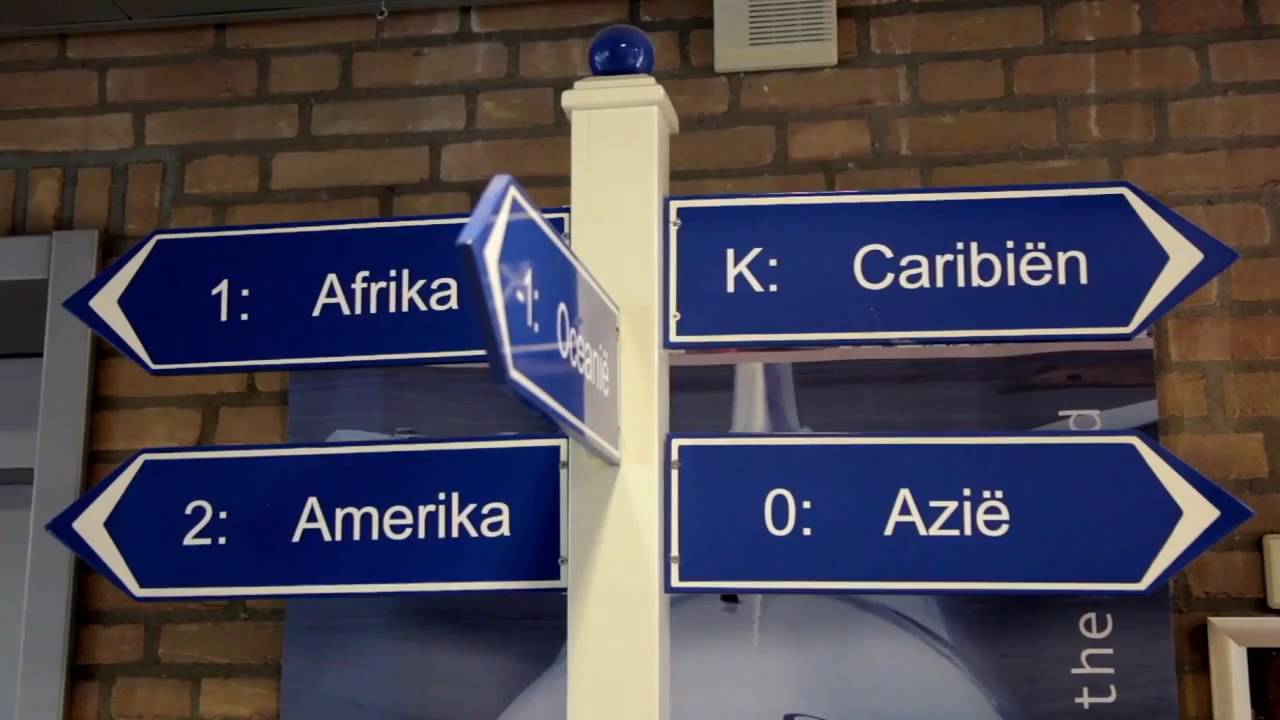 1: Afrika
1: Oceanië
K: Caribiën
2: Amerika
0: Azië
the